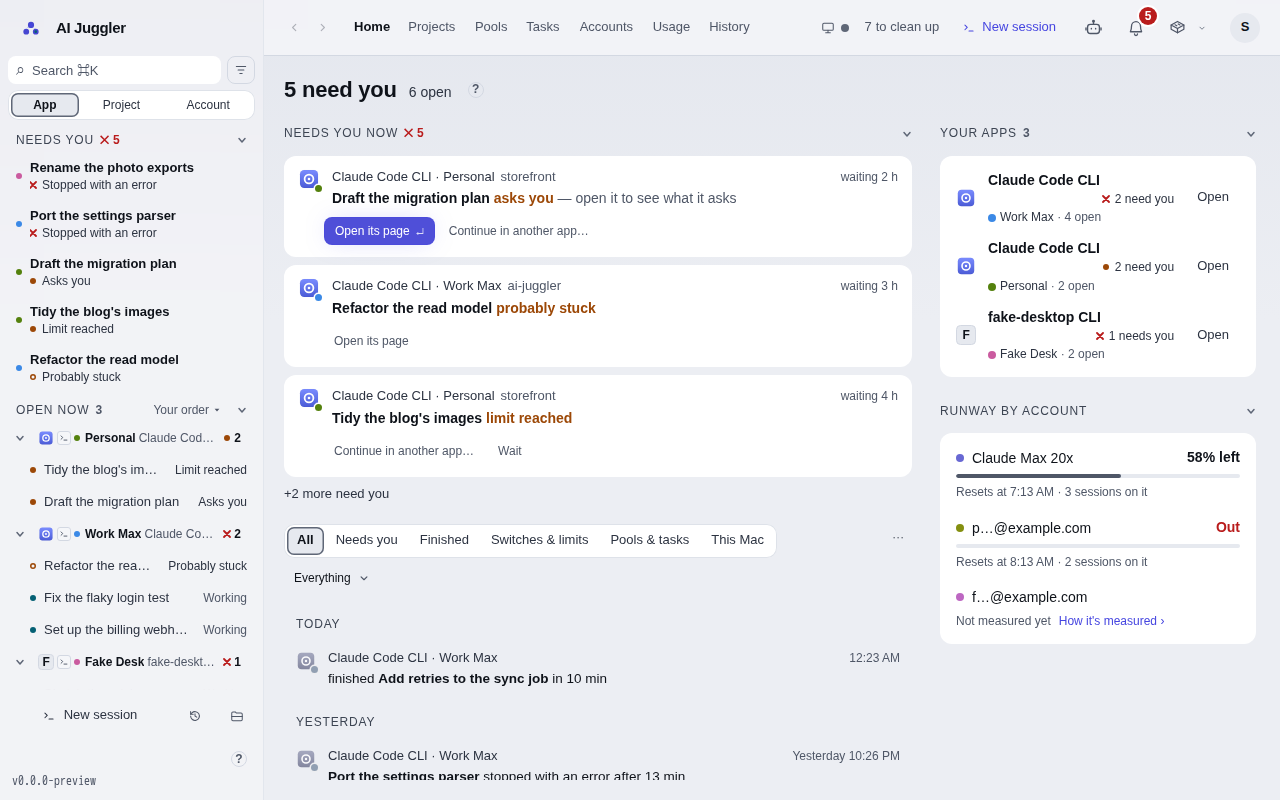 AI Juggler
Search ⌘K
App Project Account
NEEDS YOU 5
Rename the photo exports
Stopped with an error
Port the settings parser
Stopped with an error
Draft the migration plan
Asks you
Tidy the blog's images
Limit reached
Refactor the read model
Probably stuck
OPEN NOW 3 Your order
Personal Claude Cod… 2
Tidy the blog's im… Limit reached
Draft the migration plan Asks you
Work Max Claude Co… 2
Refactor the rea… Probably stuck
Fix the flaky login test Working
Set up the billing webh… Working
F Fake Desk fake-deskt… 1
New session
?
v0.0.0-preview
Home Projects Pools Tasks Accounts Usage History
7 to clean up New session 5 S
5 need you 6 open ?
NEEDS YOU NOW 5
Claude Code CLI · Personal storefront waiting 2 h
Draft the migration plan asks you — open it to see what it asks
Open its page Continue in another app…
Claude Code CLI · Work Max ai-juggler waiting 3 h
Refactor the read model probably stuck
Open its page
Claude Code CLI · Personal storefront waiting 4 h
Tidy the blog's images limit reached
Continue in another app… Wait
+2 more need you
All Needs you Finished Switches & limits Pools & tasks This Mac ···
Everything
TODAY
Claude Code CLI · Work Max 12:23 AM
finished Add retries to the sync job in 10 min
YESTERDAY
Claude Code CLI · Work Max Yesterday 10:26 PM
Port the settings parser stopped with an error after 13 min
YOUR APPS 3
Claude Code CLI
2 need you Open
Work Max · 4 open
Claude Code CLI
2 need you Open
Personal · 2 open
fake-desktop CLI
F 1 needs you Open
Fake Desk · 2 open
RUNWAY BY ACCOUNT
Claude Max 20x 58% left
Resets at 7:13 AM · 3 sessions on it
p…@example.com Out
Resets at 8:13 AM · 2 sessions on it
f…@example.com
Not measured yet How it's measured ›